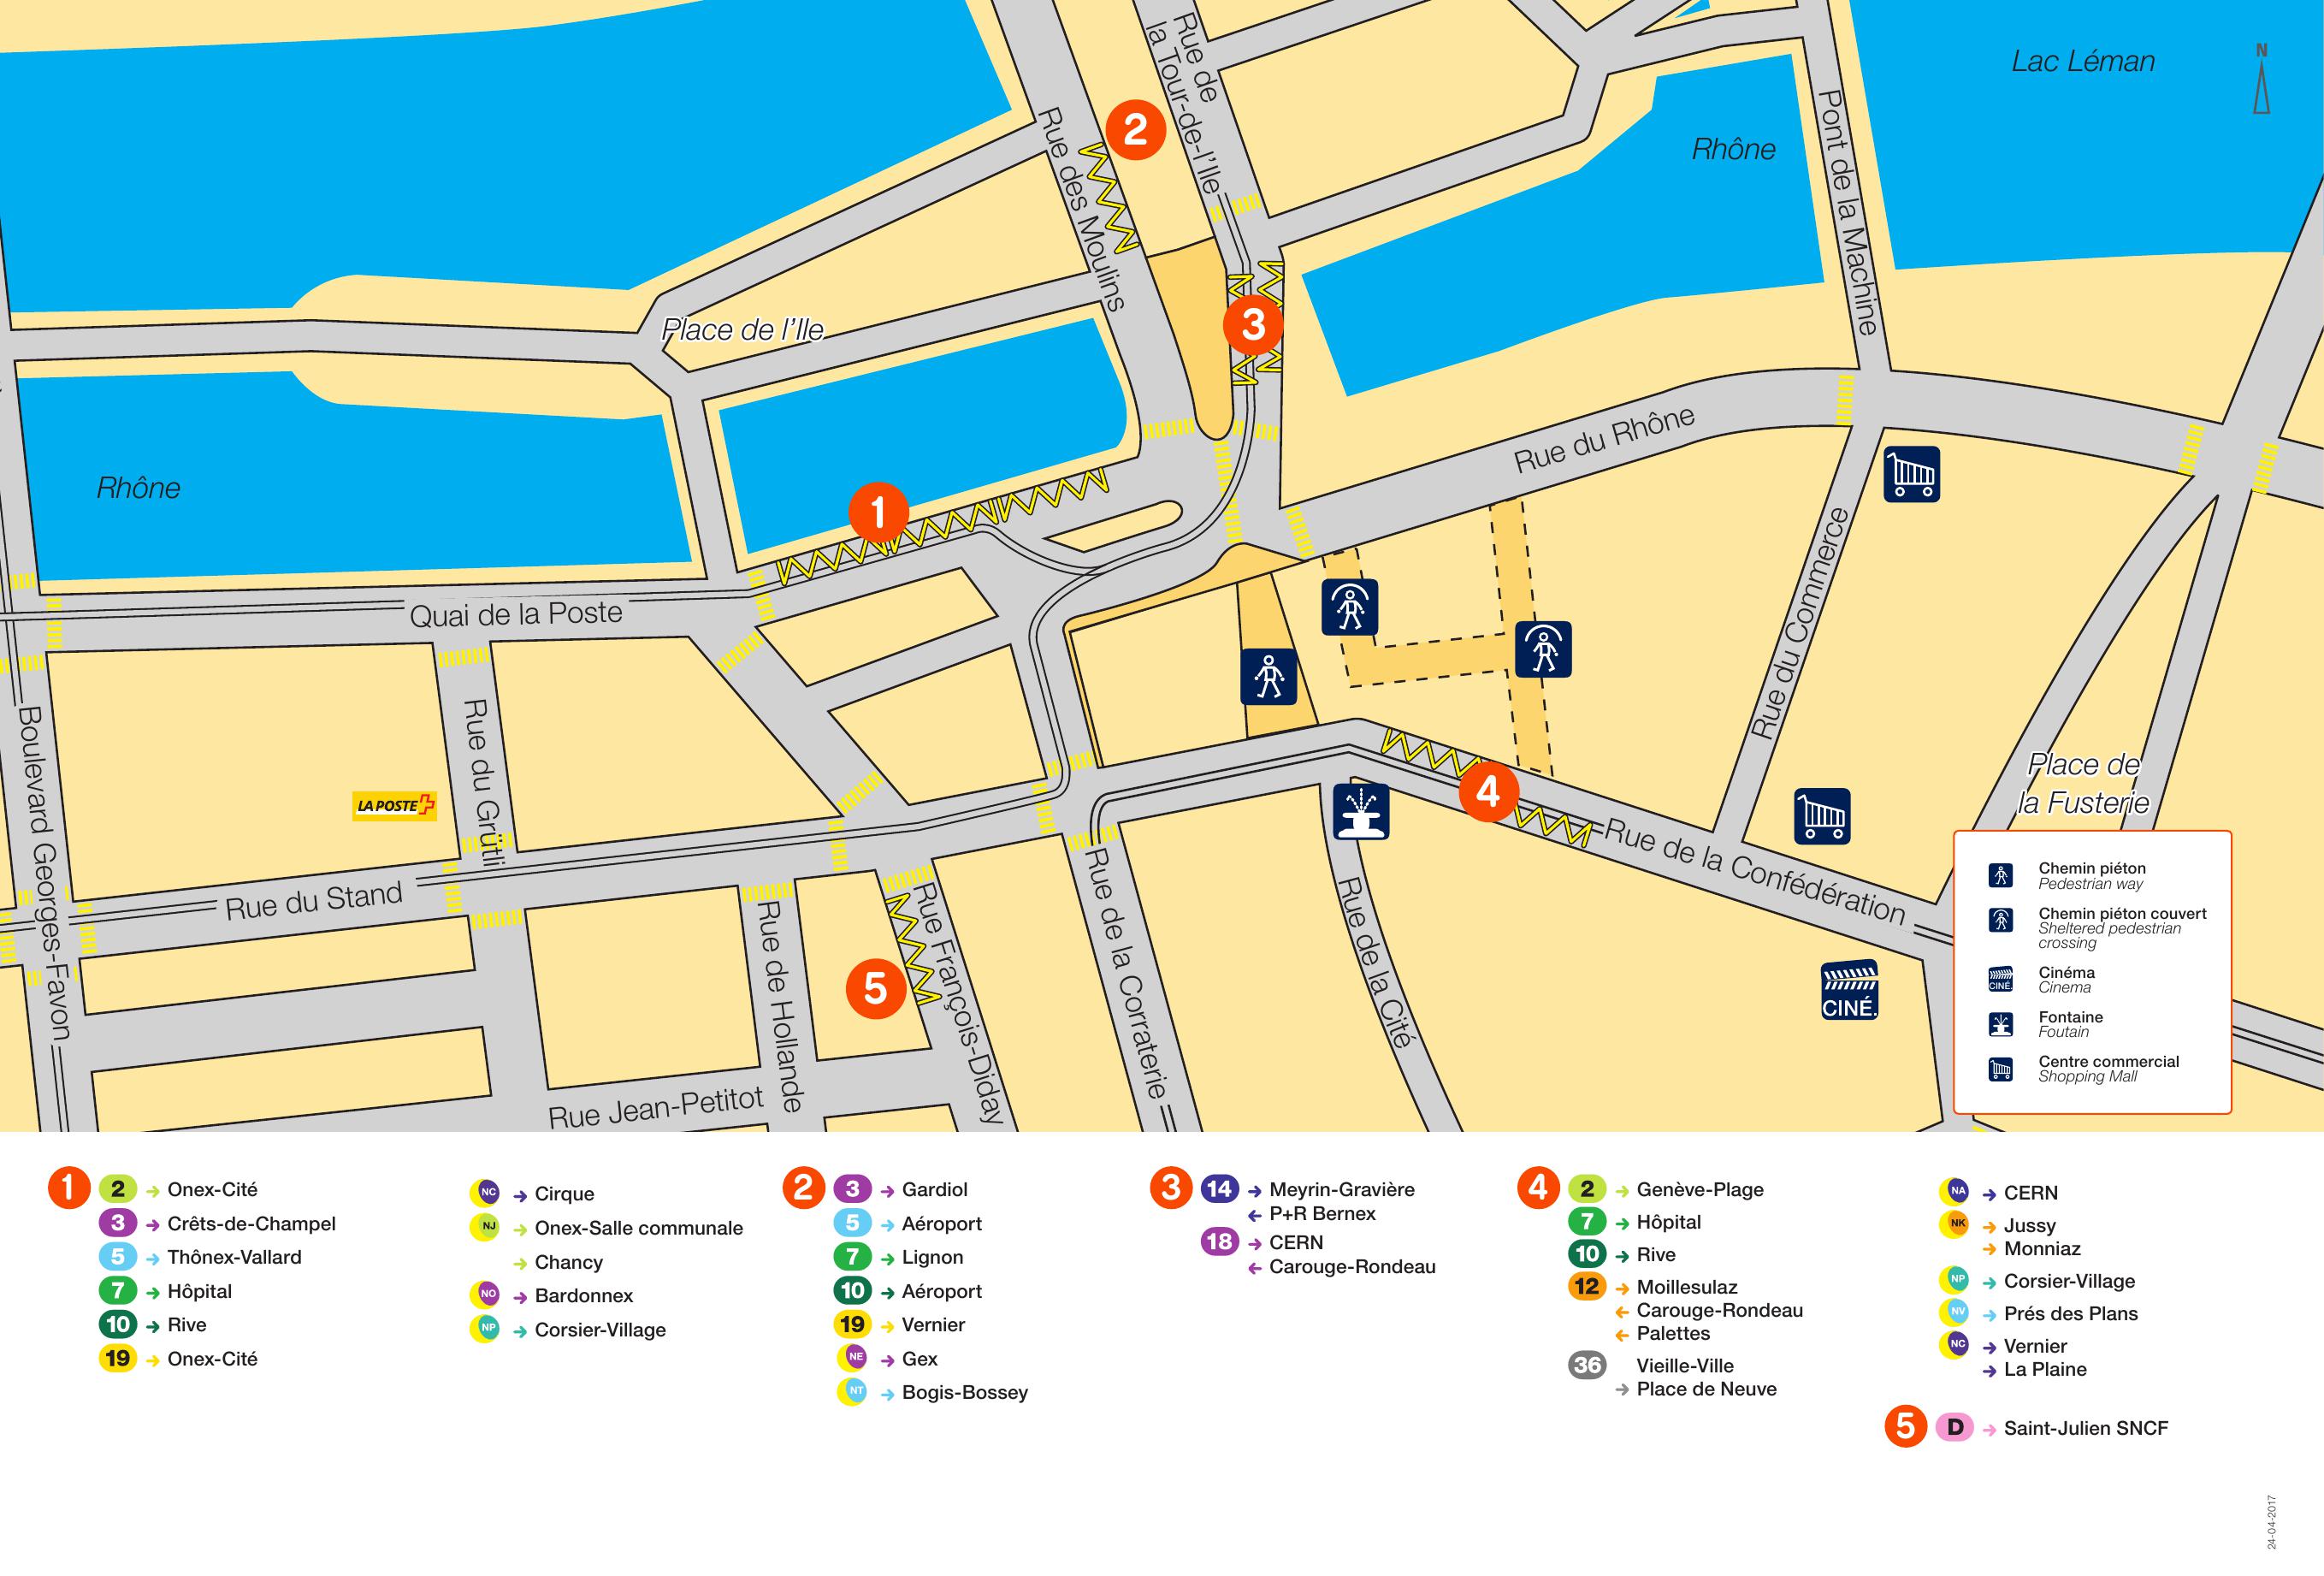 Rue de
la Tour-de-l'Ile
Lac Léman
N
2
Rue des Moulins
Pont de la Machine
Rhône
3
Place de l'Ile
Rhône
1
Rue du Rhône
Quai de la Poste
Rue du Commerce
Boulevard Georges-Favon
Rue du Grütli
LA POSTE
4
Place de
la Fusterie
Rue du Stand
Rue de la Confédération
Rue de Hollande
Rue François-Diday
5
Rue de la Corraterie
Rue de la Cité
CINÉ.
Rue Jean-Petitot
Chemin piéton
Pedestrian way
Chemin piéton couvert
Sheltered pedestrian
crossing
CINÉ.
Cinéma
Cinema
Fontaine
Foutain
Centre commercial
Shopping Mall
1
2 → Onex-Cité
3 → Crêts-de-Champel
5 → Thônex-Vallard
7 → Hôpital
10 → Rive
19 → Onex-Cité
NC → Cirque
NJ → Onex-Salle communale
→ Chancy
NO → Bardonnex
NP → Corsier-Village
2
3 → Gardiol
5 → Aéroport
7 → Lignon
10 → Aéroport
19 → Vernier
NE → Gex
NT → Bogis-Bossey
3
14 → Meyrin-Gravière
← P+R Bernex
18 → CERN
← Carouge-Rondeau
4
2 → Genève-Plage
7 → Hôpital
10 → Rive
12 → Moillesulaz
← Carouge-Rondeau
← Palettes
36 Vieille-Ville
→ Place de Neuve
NA → CERN
NK → Jussy
→ Monniaz
NP → Corsier-Village
NV → Prés des Plans
NC → Vernier
→ La Plaine
5
D → Saint-Julien SNCF
24-04-2017